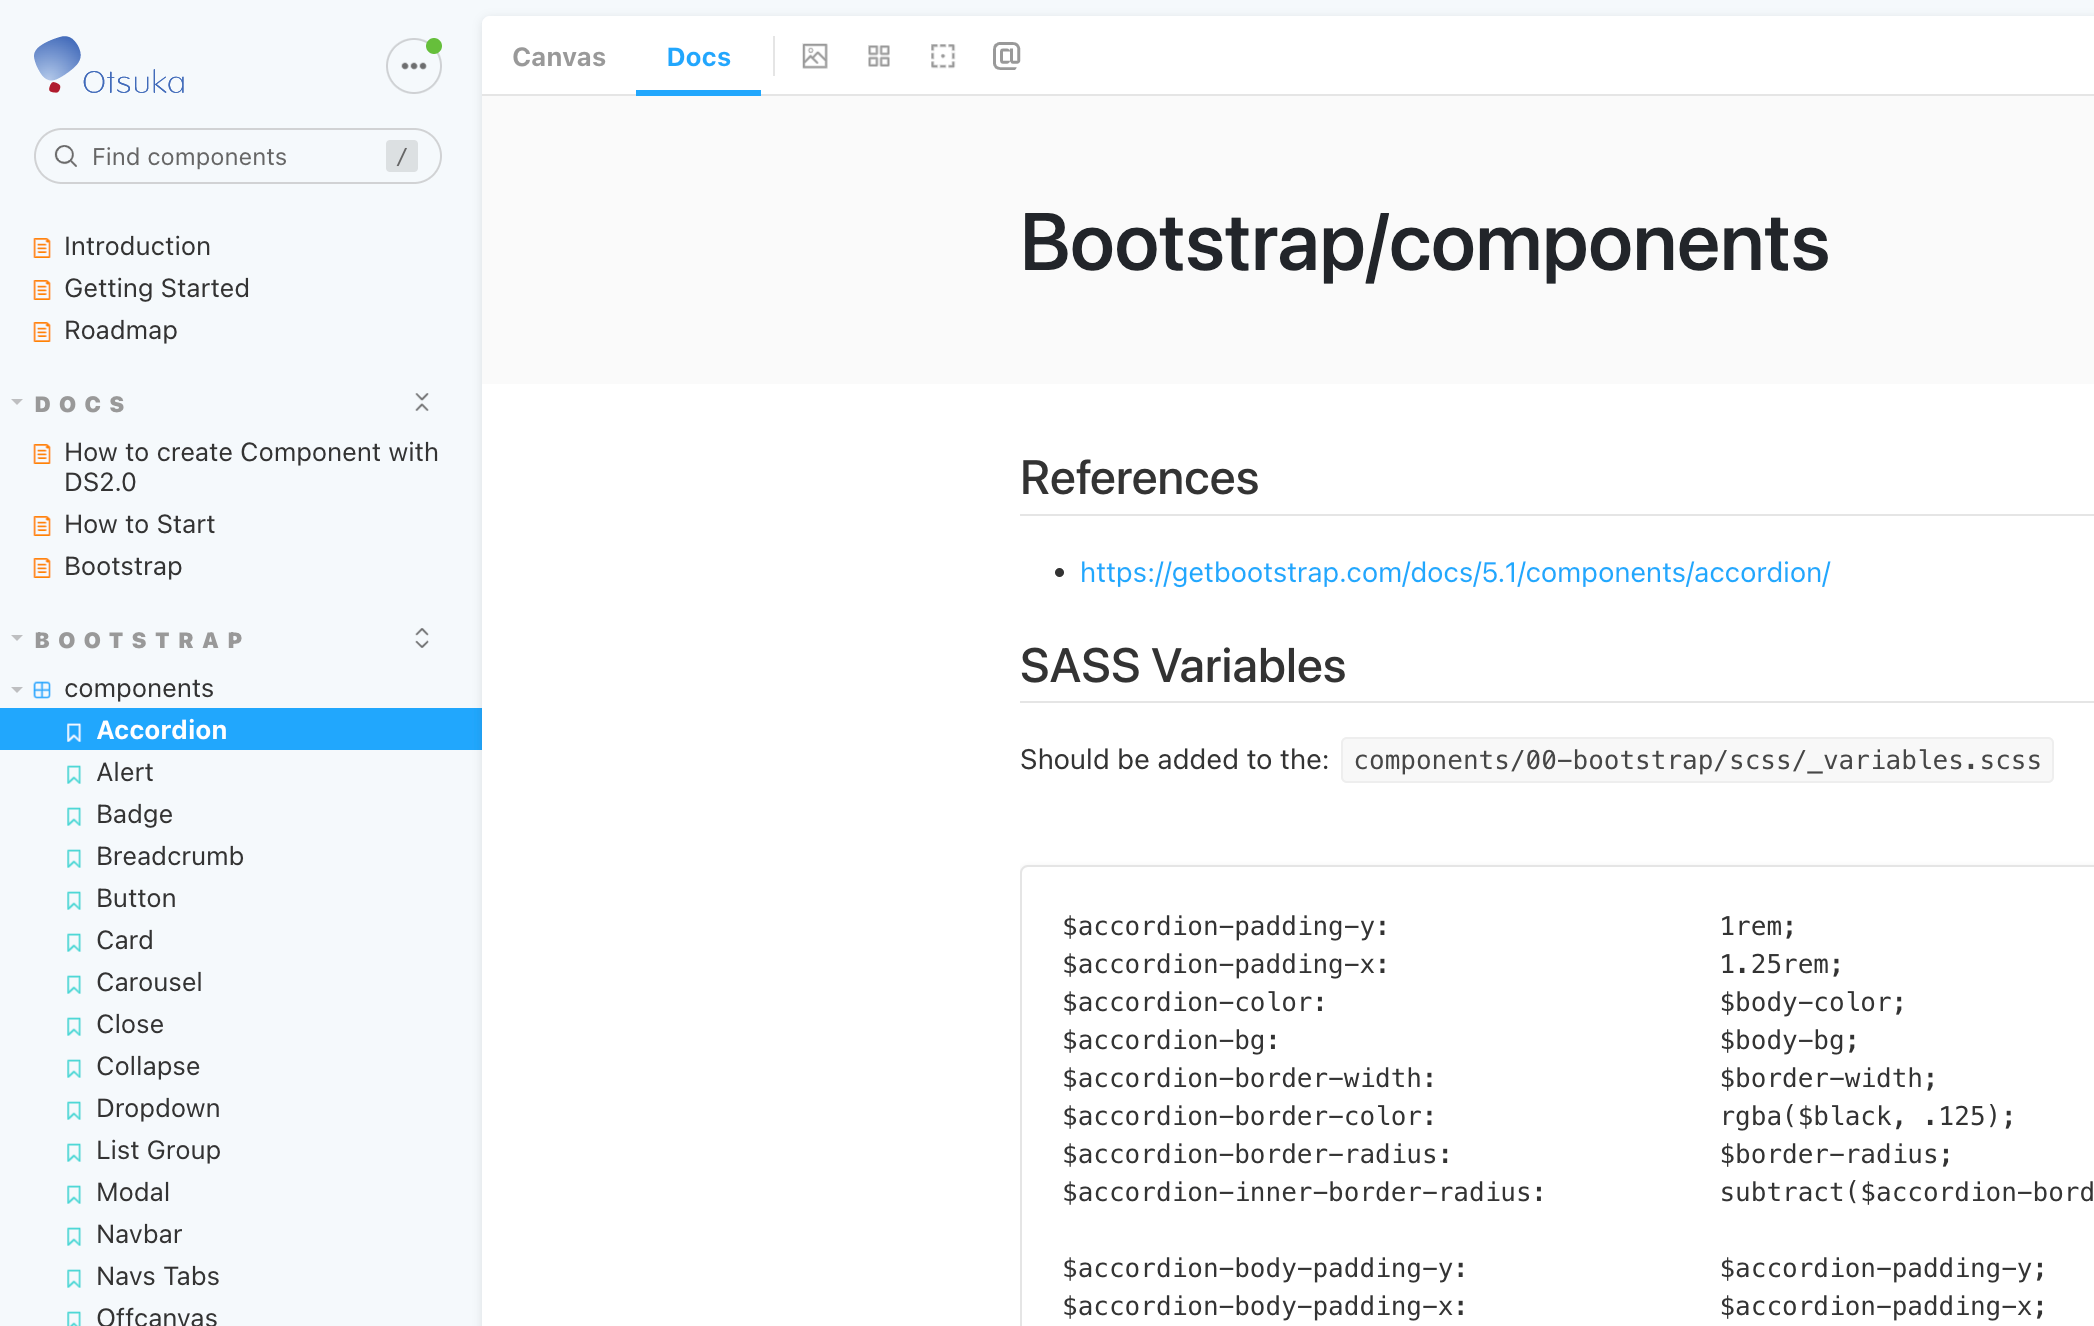 Otsuka
Find components
/
Introduction
Getting Started
Roadmap
DOCS
How to create Component with
DS2.0
How to Start
Bootstrap
BOOTSTRAP
components
Accordion
Alert
Badge
Breadcrumb
Button
Card
Carousel
Close
Collapse
Dropdown
List Group
Modal
Navbar
Navs Tabs
Offcanvas
Canvas
Docs
Bootstrap/components
References
https://getbootstrap.com/docs/5.1/components/accordion/
SASS Variables
Should be added to the: components/00-bootstrap/scss/_variables.scss
$accordion-padding-y: 1rem;
$accordion-padding-x: 1.25rem;
$accordion-color: $body-color;
$accordion-bg: $body-bg;
$accordion-border-width: $border-width;
$accordion-border-color: rgba($black, .125);
$accordion-border-radius: $border-radius;
$accordion-inner-border-radius: subtract($accordion-bord
$accordion-body-padding-y: $accordion-padding-y;
$accordion-body-padding-x: $accordion-padding-x;